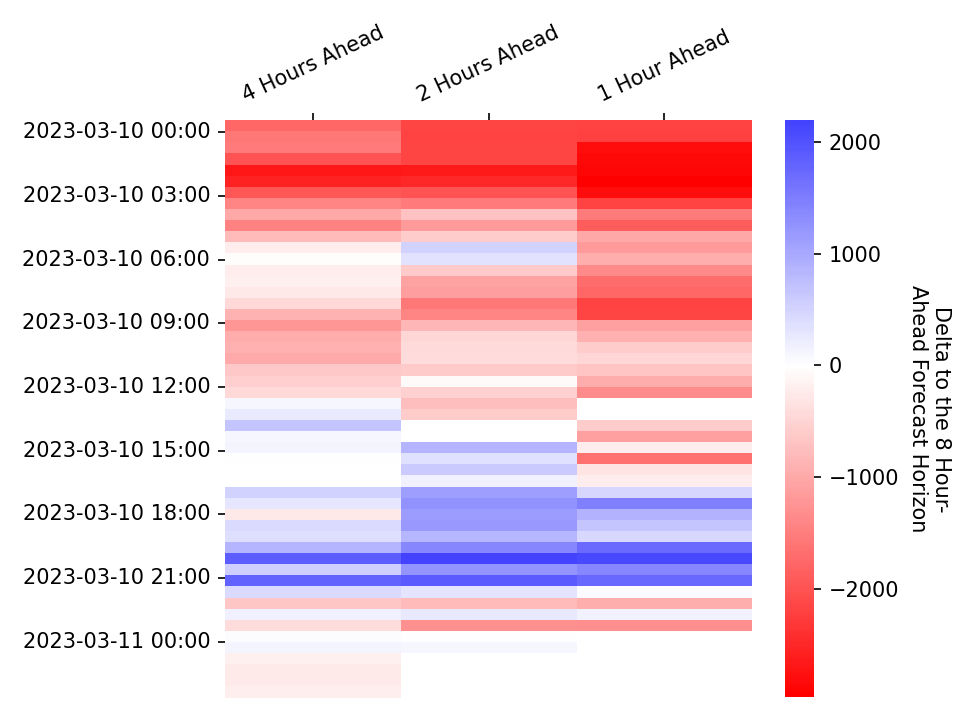 4 Hours Ahead
2 Hours Ahead
1 Hour Ahead
2023-03-10 00:00
2023-03-10 03:00
2023-03-10 06:00
2023-03-10 09:00
2023-03-10 12:00
2023-03-10 15:00
2023-03-10 18:00
2023-03-10 21:00
2023-03-11 00:00
2000
1000
0
−1000
−2000
Delta to the 8 Hour-
Ahead Forecast Horizon